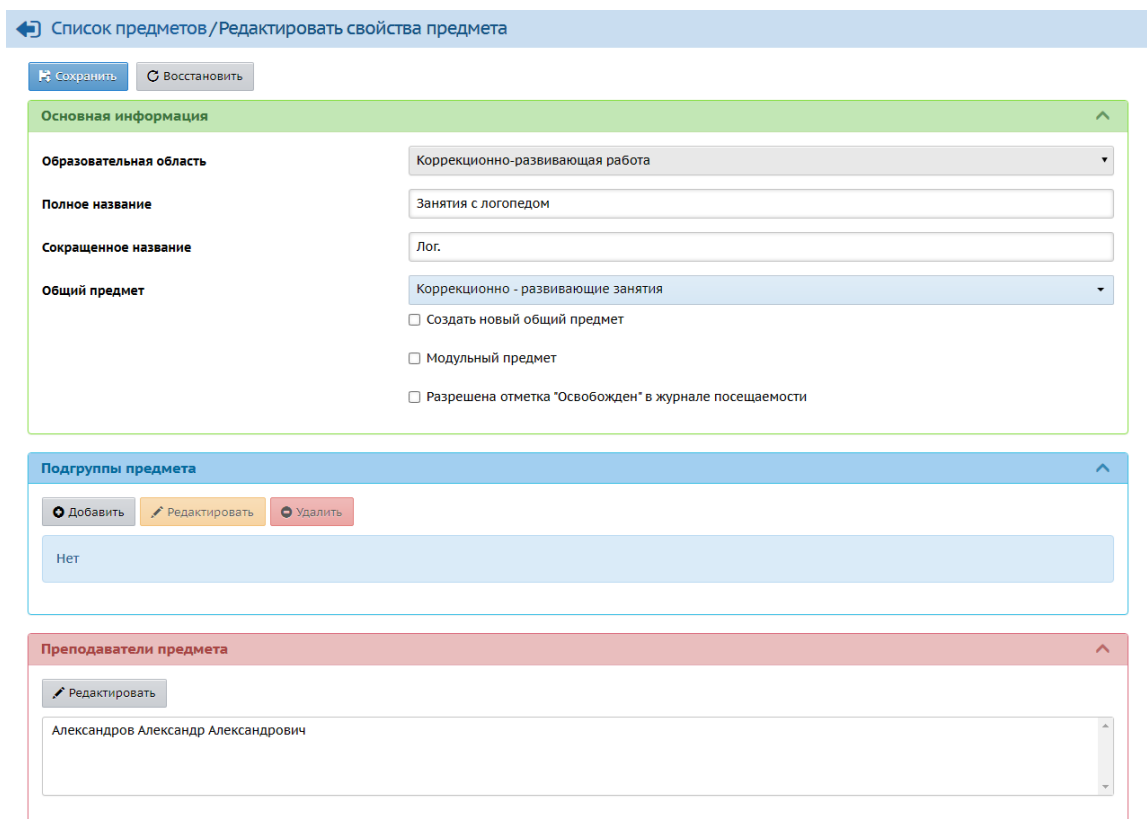 Список предметов/Редактировать свойства предмета
Сохранить Восстановить
Основная информация
Образовательная область Коррекционно-развивающая работа
Полное название Занятия с логопедом
Сокращенное название Лог.
Общий предмет Коррекционно - развивающие занятия
Создать новый общий предмет
Модульный предмет
Разрешена отметка "Освобожден" в журнале посещаемости
Подгруппы предмета
Добавить Редактировать Удалить
Нет
Преподаватели предмета
Редактировать
Александров Александр Александрович